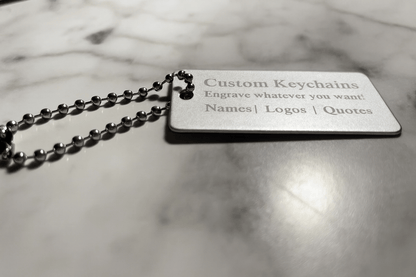 Custom Keychains
Engrave whatever you want!
Names| Logos | Quotes